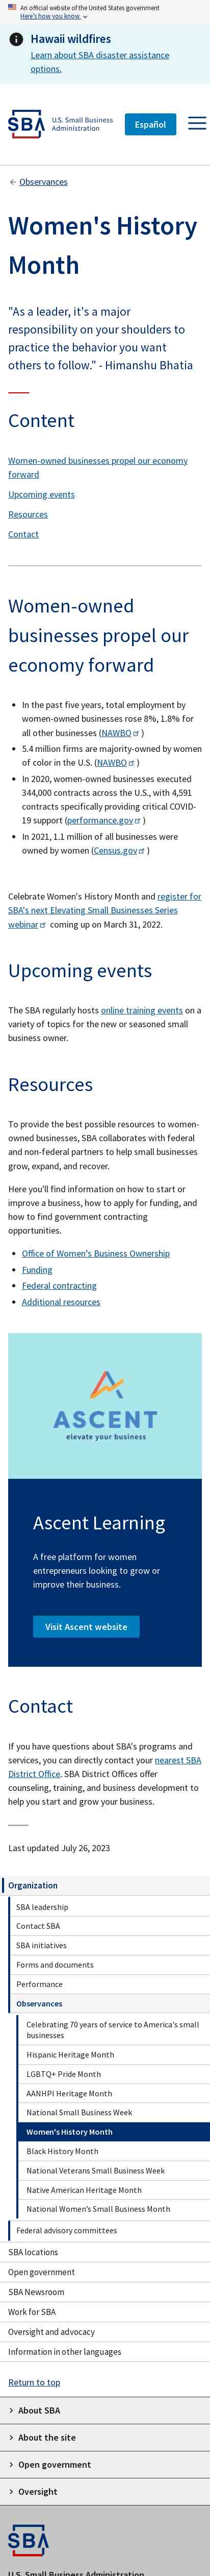 An official website of the United States government
Here's how you know
Hawaii wildfires
Learn about SBA disaster assistance
options.
SBA
U.S. Small Business
Administration
Español
Observances
Women's History
Month
"As a leader, it's a major
responsibility on your shoulders to
practice the behavior you want
others to follow." - Himanshu Bhatia
Content
Women-owned businesses propel our economy
forward
Upcoming events
Resources
Contact
Women-owned
businesses propel our
economy forward
In the past five years, total employment by
women-owned businesses rose 8%, 1.8% for
all other businesses (NAWBO )
5.4 million firms are majority-owned by women
of color in the U.S. (NAWBO )
In 2020, women-owned businesses executed
344,000 contracts across the U.S., with 4,591
contracts specifically providing critical COVID-
19 support (performance.gov )
In 2021, 1.1 million of all businesses were
owned by women (Census.gov )
Celebrate Women's History Month and register for
SBA's next Elevating Small Businesses Series
webinar coming up on March 31, 2022.
Upcoming events
The SBA regularly hosts online training events on a
variety of topics for the new or seasoned small
business owner.
Resources
To provide the best possible resources to women-
owned businesses, SBA collaborates with federal
and non-federal partners to help small businesses
grow, expand, and recover.
Here you'll find information on how to start or
improve a business, how to apply for funding, and
how to find government contracting
opportunities.
Office of Women's Business Ownership
Funding
Federal contracting
Additional resources
ASCENT
elevate your business
Ascent Learning
A free platform for women
entrepreneurs looking to grow or
improve their business.
Visit Ascent website
Contact
If you have questions about SBA's programs and
services, you can directly contact your nearest SBA
District Office. SBA District Offices offer
counseling, training, and business development to
help you start and grow your business.
Last updated July 26, 2023
Organization
SBA leadership
Contact SBA
SBA initiatives
Forms and documents
Performance
Observances
Celebrating 70 years of service to America's small
businesses
Hispanic Heritage Month
LGBTQ+ Pride Month
AANHPI Heritage Month
National Small Business Week
Women's History Month
Black History Month
National Veterans Small Business Week
Native American Heritage Month
National Women's Small Business Month
Federal advisory committees
SBA locations
Open government
SBA Newsroom
Work for SBA
Oversight and advocacy
Information in other languages
Return to top
About SBA
About the site
Open government
Oversight
SBA
U.S. Small Business Administration